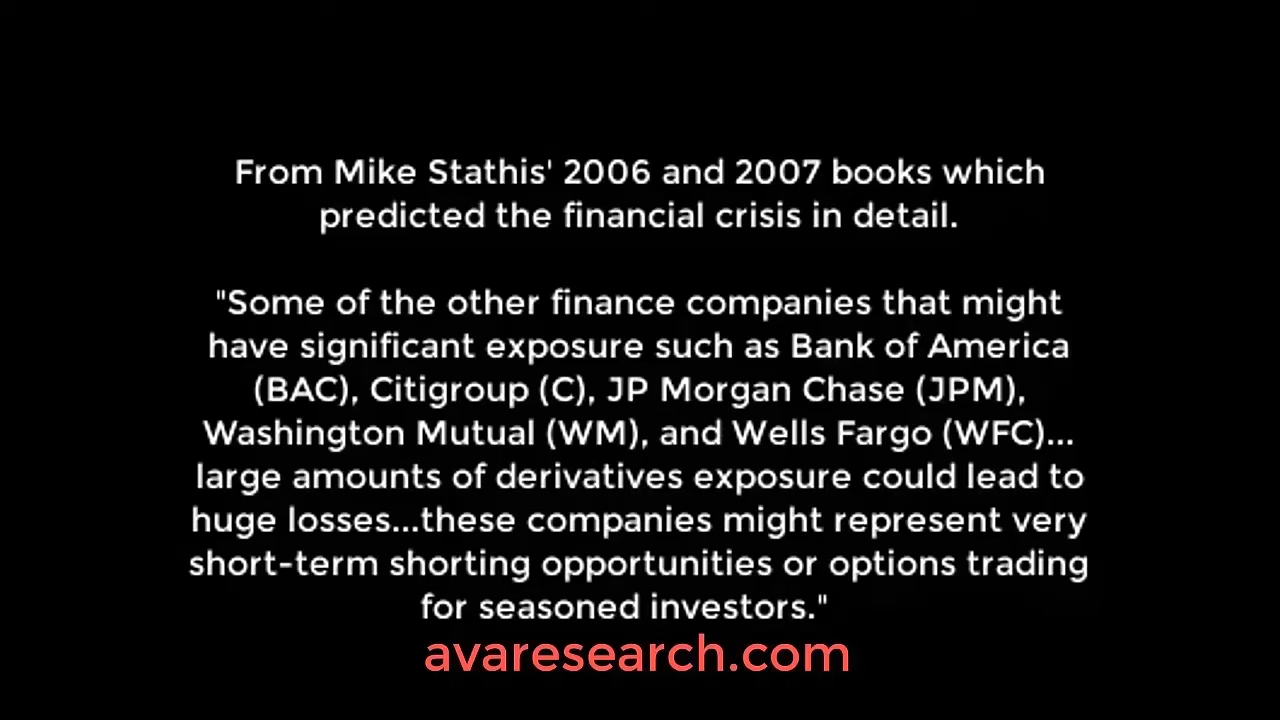 From Mike Stathis' 2006 and 2007 books which
predicted the financial crisis in detail.
"Some of the other finance companies that might
have significant exposure such as Bank of America
(BAC), Citigroup (C), JP Morgan Chase (JPM),
Washington Mutual (WM), and Wells Fargo (WFC)...
large amounts of derivatives exposure could lead to
huge losses...these companies might represent very
short-term shorting opportunities or options trading
for seasoned investors."
avaresearch.com